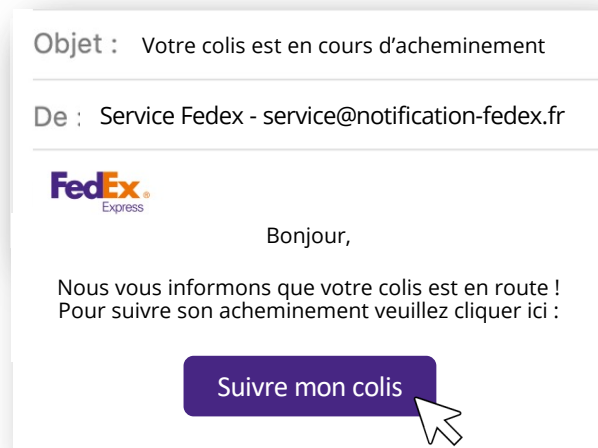 Objet : Votre colis est en cours d’acheminement
De : Service Fedex - service@notification-fedex.fr
FedEx®
Express
Bonjour,
Nous vous informons que votre colis est en route !
Pour suivre son acheminement veuillez cliquer ici :
Suivre mon colis